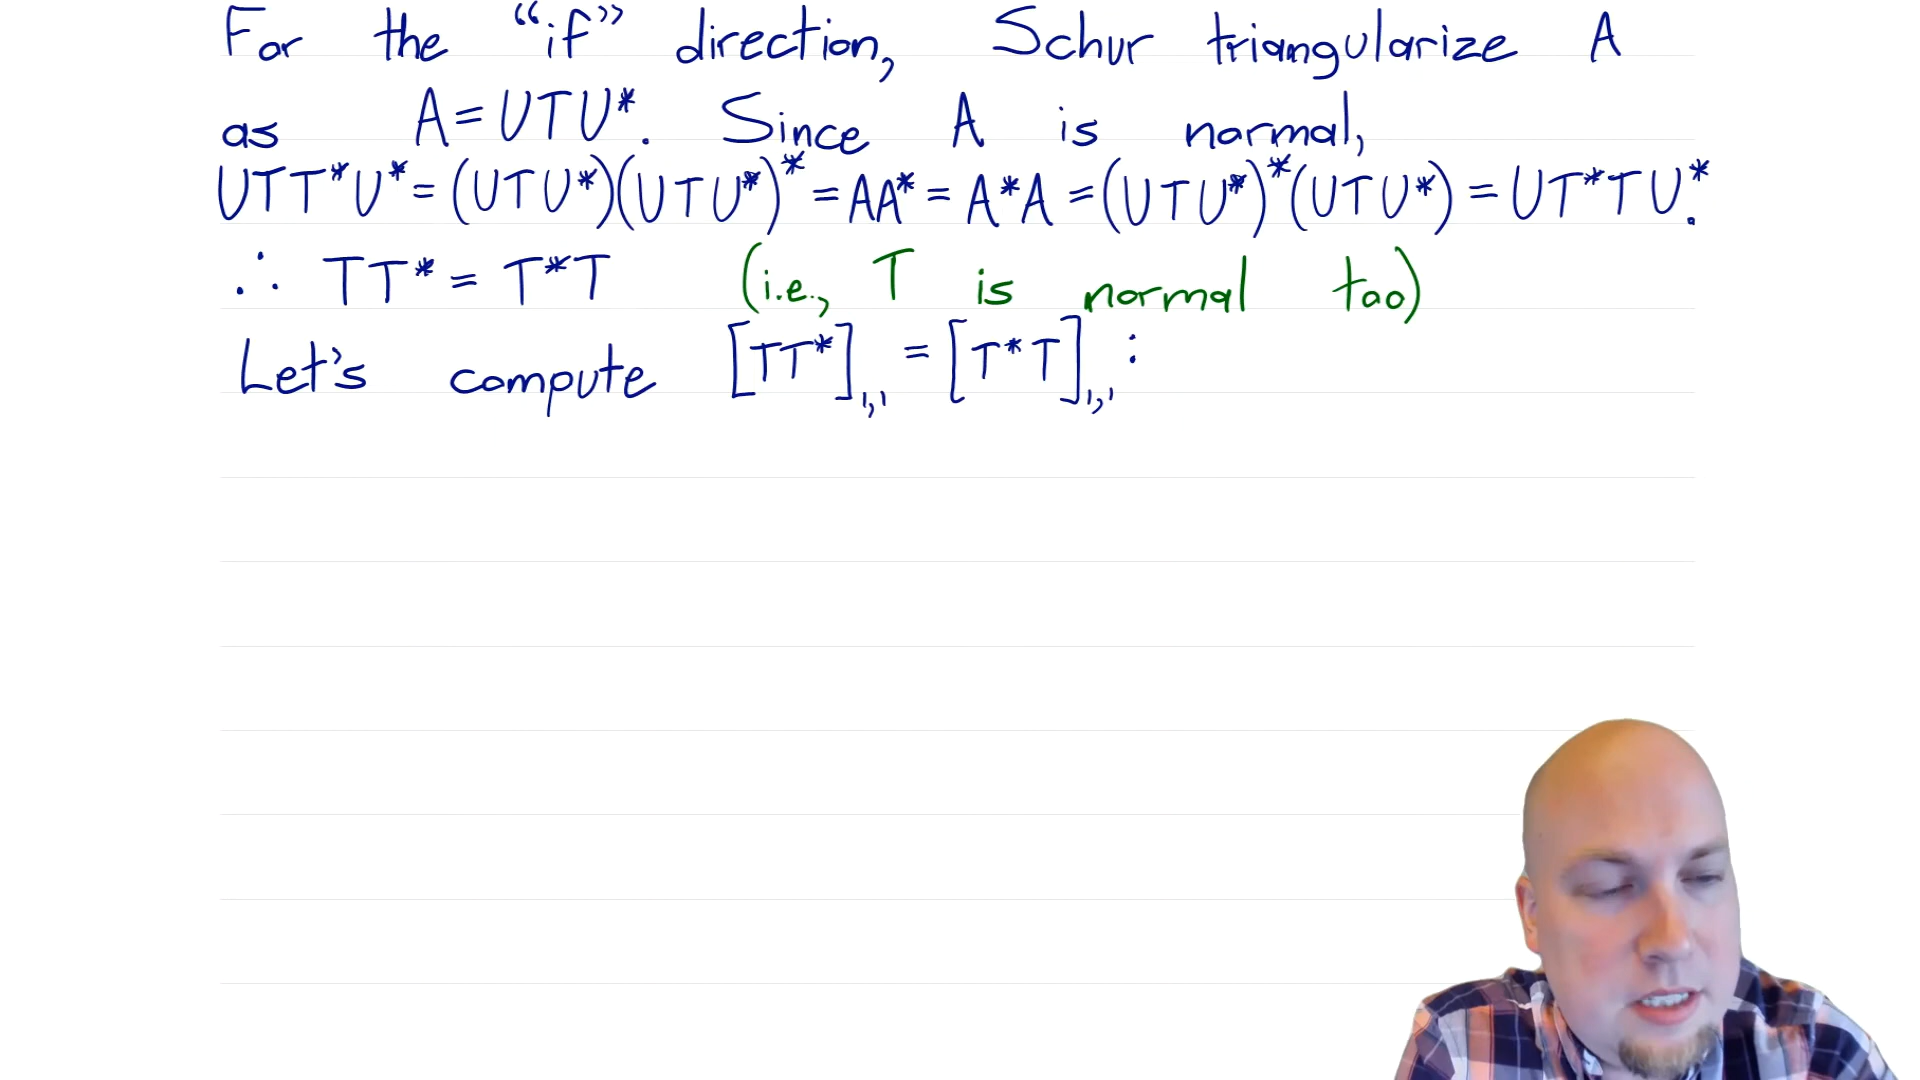 For the “if” direction, Schur triangularize A
as A = UTU*. Since A is normal,
UTT*U* = (UTU*)(UTU*)* = AA* = A*A = (UTU*)*(UTU*) = UT*TU*.
∴ TT* = T*T (i.e., T is normal too)
Let's compute [TT*]₁,₁ = [T*T]₁,₁ :